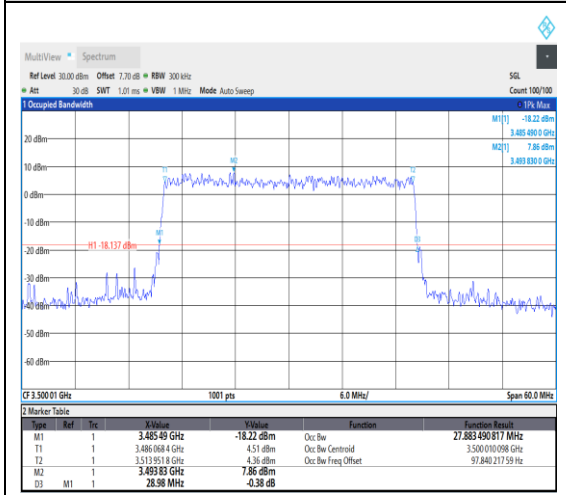 MultiView Spectrum
Ref Level 30.00 dBm Offset 7.70 dB RBW 300 kHz SGL
Att 30 dB SWT 1.01 ms VBW 1 MHz Mode Auto Sweep Count 100/100
1 Occupied Bandwidth 1Pk Max
M1[1] -18.22 dBm
3.485 490 0 GHz
M2[1] 7.86 dBm
3.493 830 0 GHz
20 dBm
10 dBm
T1 M2 T2
0 dBm
-10 dBm
M1
D3
H1 -18.137 dBm
-20 dBm
-30 dBm
-40 dBm
-50 dBm
-60 dBm
CF 3.500 01 GHz 1001 pts 6.0 MHz/ Span 60.0 MHz
2 Marker Table
Type Ref Trc X-Value Y-Value Function Function Result
M1 1 3.485 49 GHz -18.22 dBm Occ Bw 27.883 490 817 MHz
T1 1 3.486 068 4 GHz 4.51 dBm Occ Bw Centroid 3.500 010 098 GHz
T2 1 3.513 951 8 GHz 4.36 dBm Occ Bw Freq Offset 97.840 217 59 Hz
M2 1 3.493 83 GHz 7.86 dBm
D3 M1 1 28.98 MHz -0.38 dB